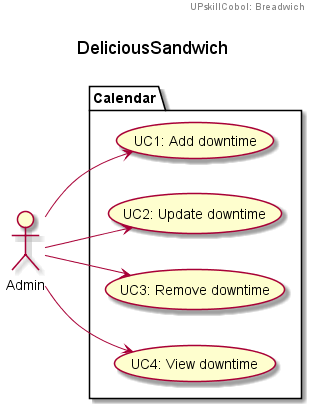 UPskillCobol: Breadwich
DeliciousSandwich
Calendar
UC1: Add downtime
UC2: Update downtime
UC3: Remove downtime
Admin
UC4: View downtime